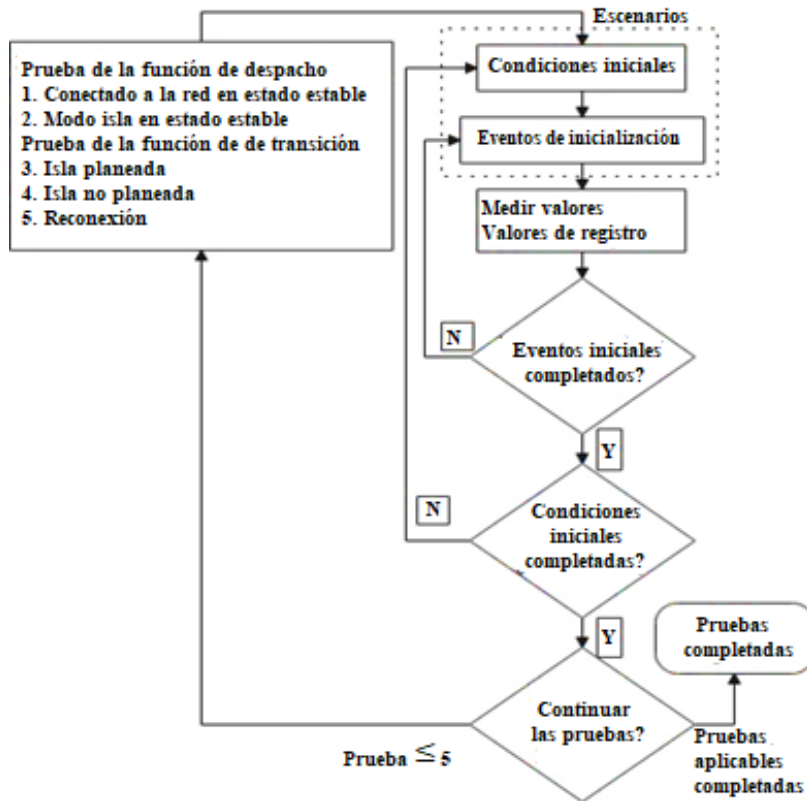 Escenarios
Prueba de la función de despacho
1. Conectado a la red en estado estable
2. Modo isla en estado estable
Prueba de la función de de transición
3. Isla planeada
4. Isla no planeada
5. Reconexión
Condiciones iniciales
Eventos de inicialización
Medir valores
Valores de registro
N
Eventos iniciales
completados?
Y
N
Condiciones
iniciales
completadas?
Y
Pruebas
completadas
Continuar
las pruebas?
Prueba ≤ 5
Pruebas
aplicables
completadas